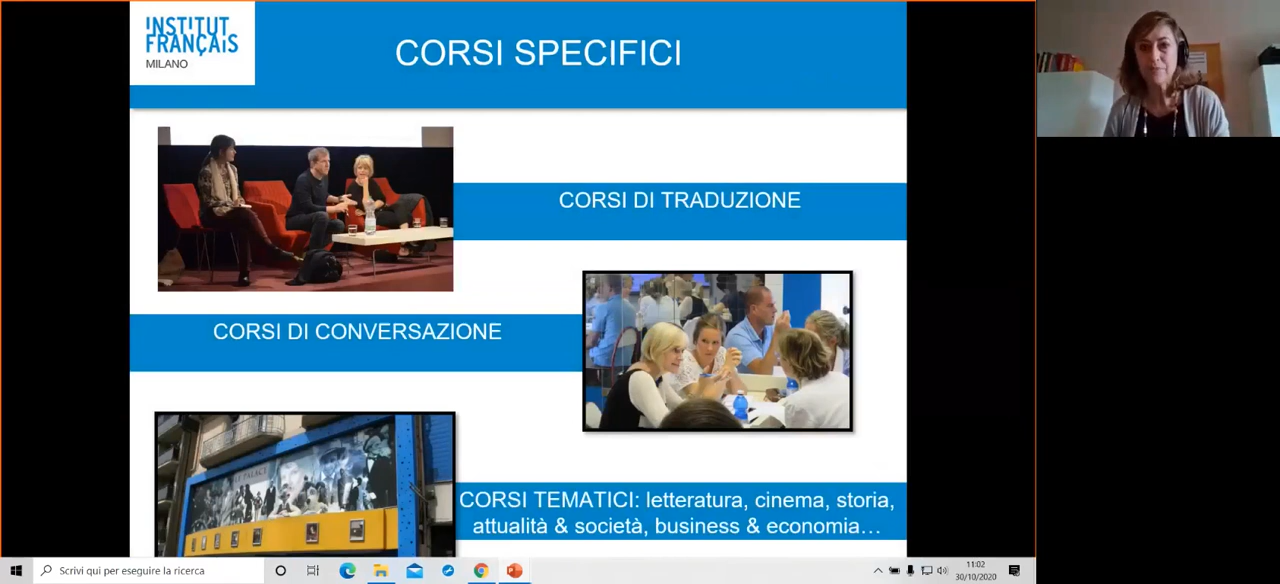 INSTITUT
FRANÇAIS
MILANO
CORSI SPECIFICI
CORSI DI TRADUZIONE
CORSI DI CONVERSAZIONE
PALACE
CORSI TEMATICI: letteratura, cinema, storia,
attualità & società, business & economia…
Scrivi qui per eseguire la ricerca
11:02
30/10/2020